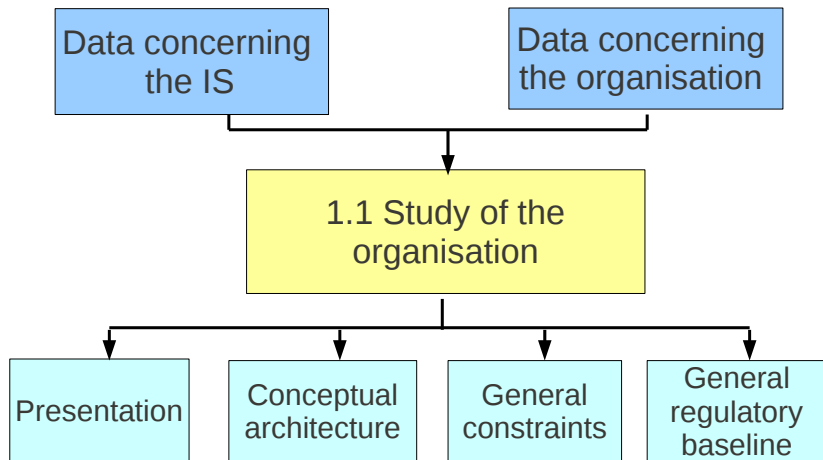 Data concerning
the IS
Data concerning
the organisation
1.1 Study of the
organisation
Presentation
Conceptual
architecture
General
constraints
General
regulatory
baseline